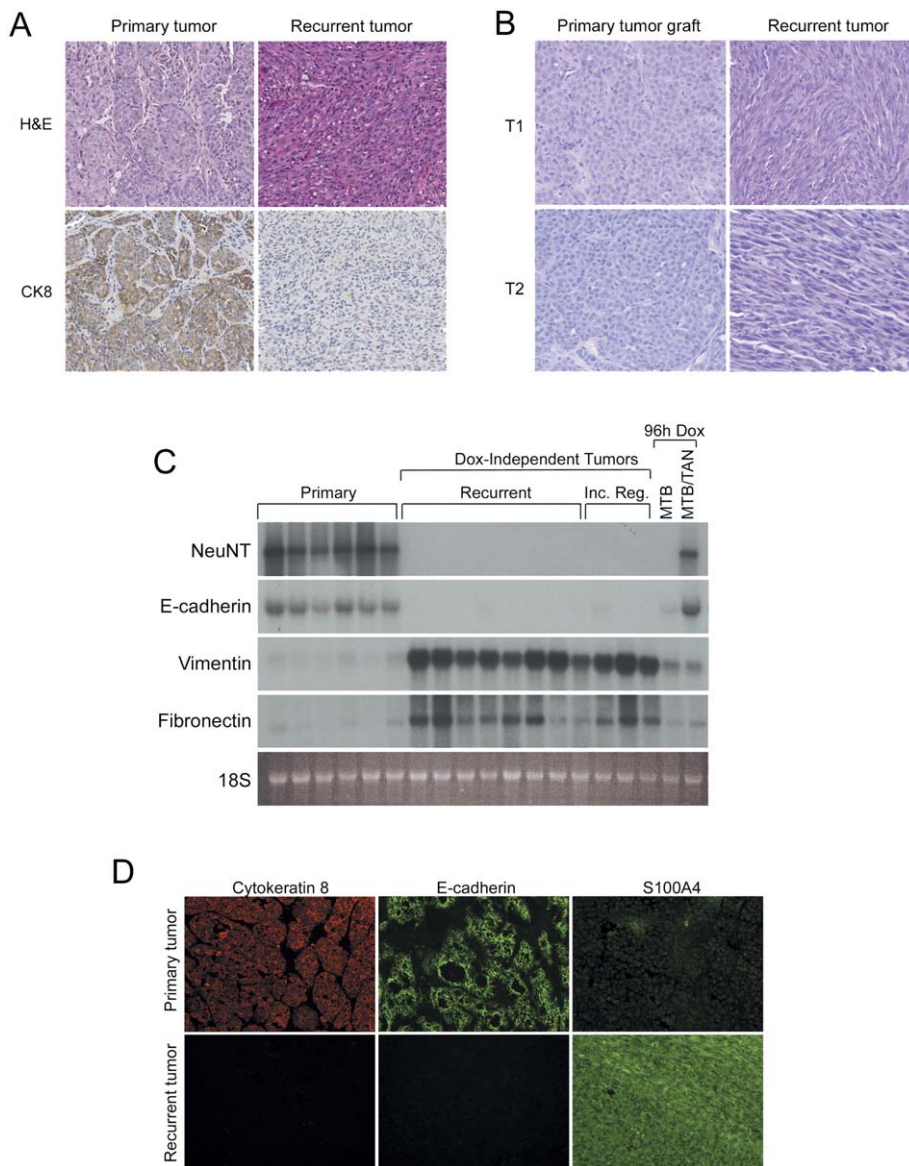 A
Primary tumor
Recurrent tumor
H&E
CK8
B
Primary tumor graft
Recurrent tumor
T1
T2
C
96h Dox
Dox-Independent Tumors
Primary
Recurrent
Inc. Reg.
MTB
MTB/TAN
NeuNT
E-cadherin
Vimentin
Fibronectin
18S
D
Cytokeratin 8
E-cadherin
S100A4
Primary tumor
Recurrent tumor